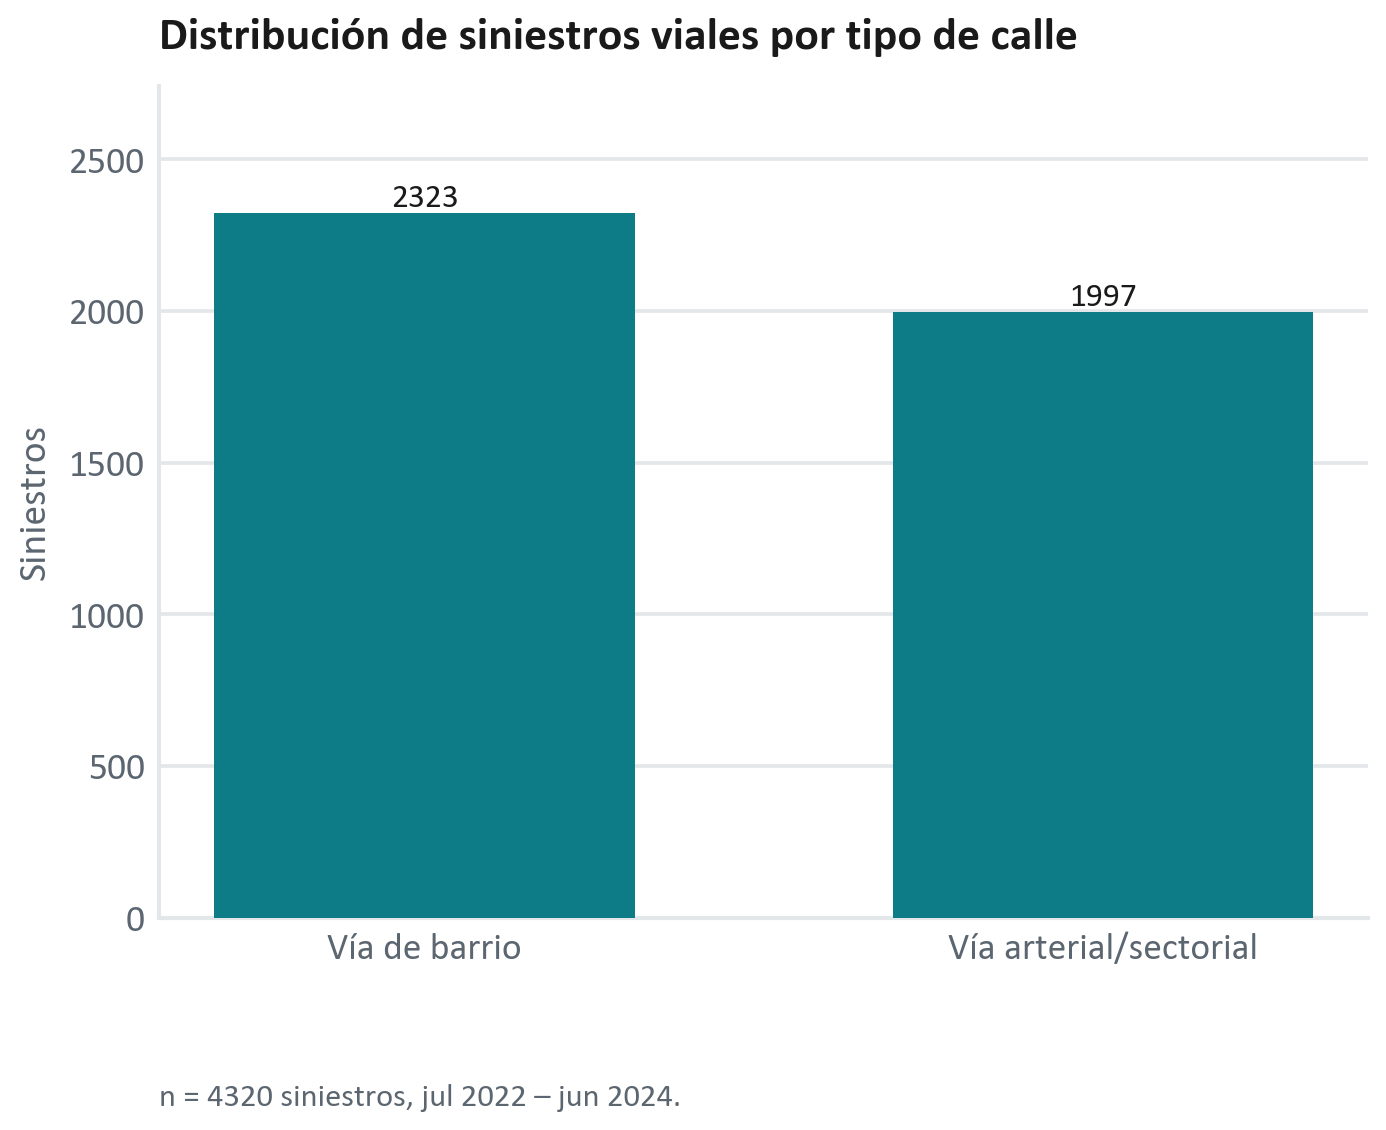 Distribución de siniestros viales por tipo de calle
2500
2323
2000
1997
1500
Siniestros
1000
500
0
Vía de barrio
Vía arterial/sectorial
n = 4320 siniestros, jul 2022 – jun 2024.